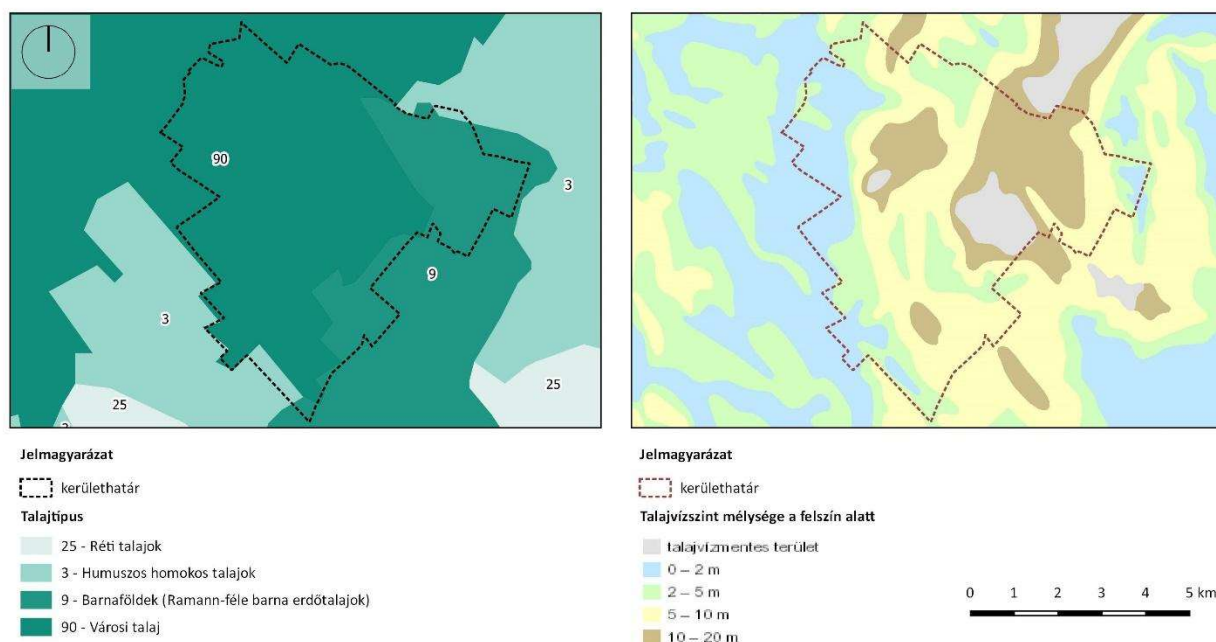 90
3
3
9
25
25
3
Jelmagyarázat
kerülethatár
Talajtípus
25 - Réti talajok
3 - Humuszos homokos talajok
9 - Barnaföldek (Ramann-féle barna erdőtalajok)
90 - Városi talaj
Jelmagyarázat
kerülethatár
Talajvízszint mélysége a felszín alatt
talajvízmentes terület
0 – 2 m
2 – 5 m
5 – 10 m
10 – 20 m
0 1 2 3 4 5 km